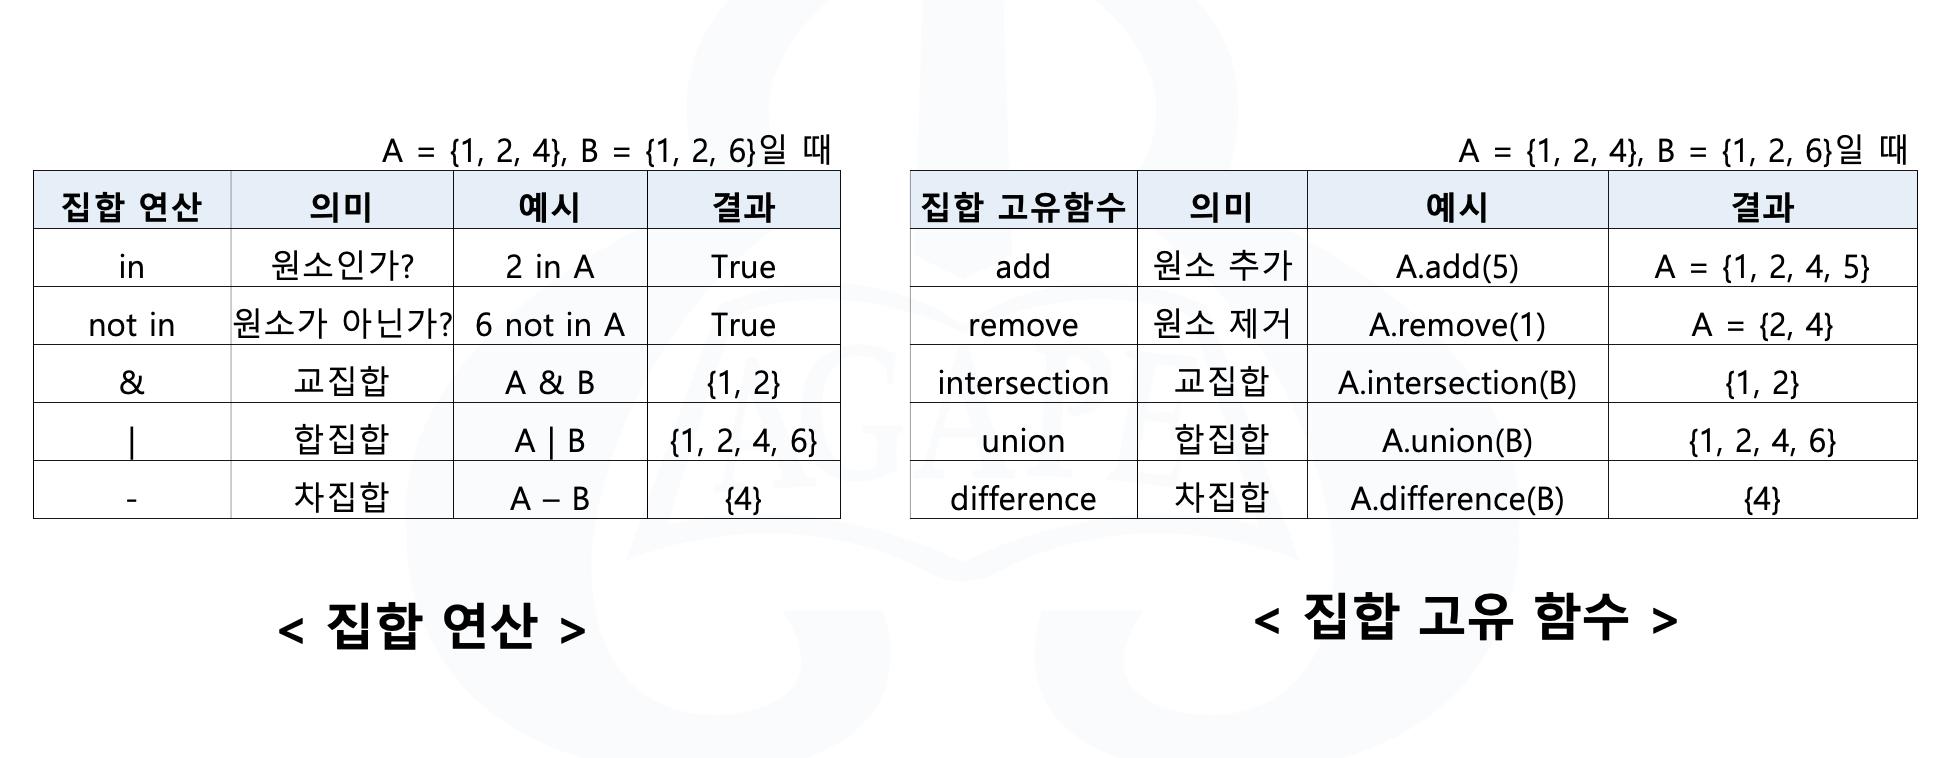 A = {1, 2, 4}, B = {1, 2, 6}일 때
집합 연산 의미 예시 결과
in 원소인가? 2 in A True
not in 원소가 아닌가? 6 not in A True
& 교집합 A & B {1, 2}
| 합집합 A | B {1, 2, 4, 6}
- 차집합 A – B {4}
< 집합 연산 >
A = {1, 2, 4}, B = {1, 2, 6}일 때
집합 고유함수 의미 예시 결과
add 원소 추가 A.add(5) A = {1, 2, 4, 5}
remove 원소 제거 A.remove(1) A = {2, 4}
intersection 교집합 A.intersection(B) {1, 2}
union 합집합 A.union(B) {1, 2, 4, 6}
difference 차집합 A.difference(B) {4}
< 집합 고유 함수 >
AGAPE